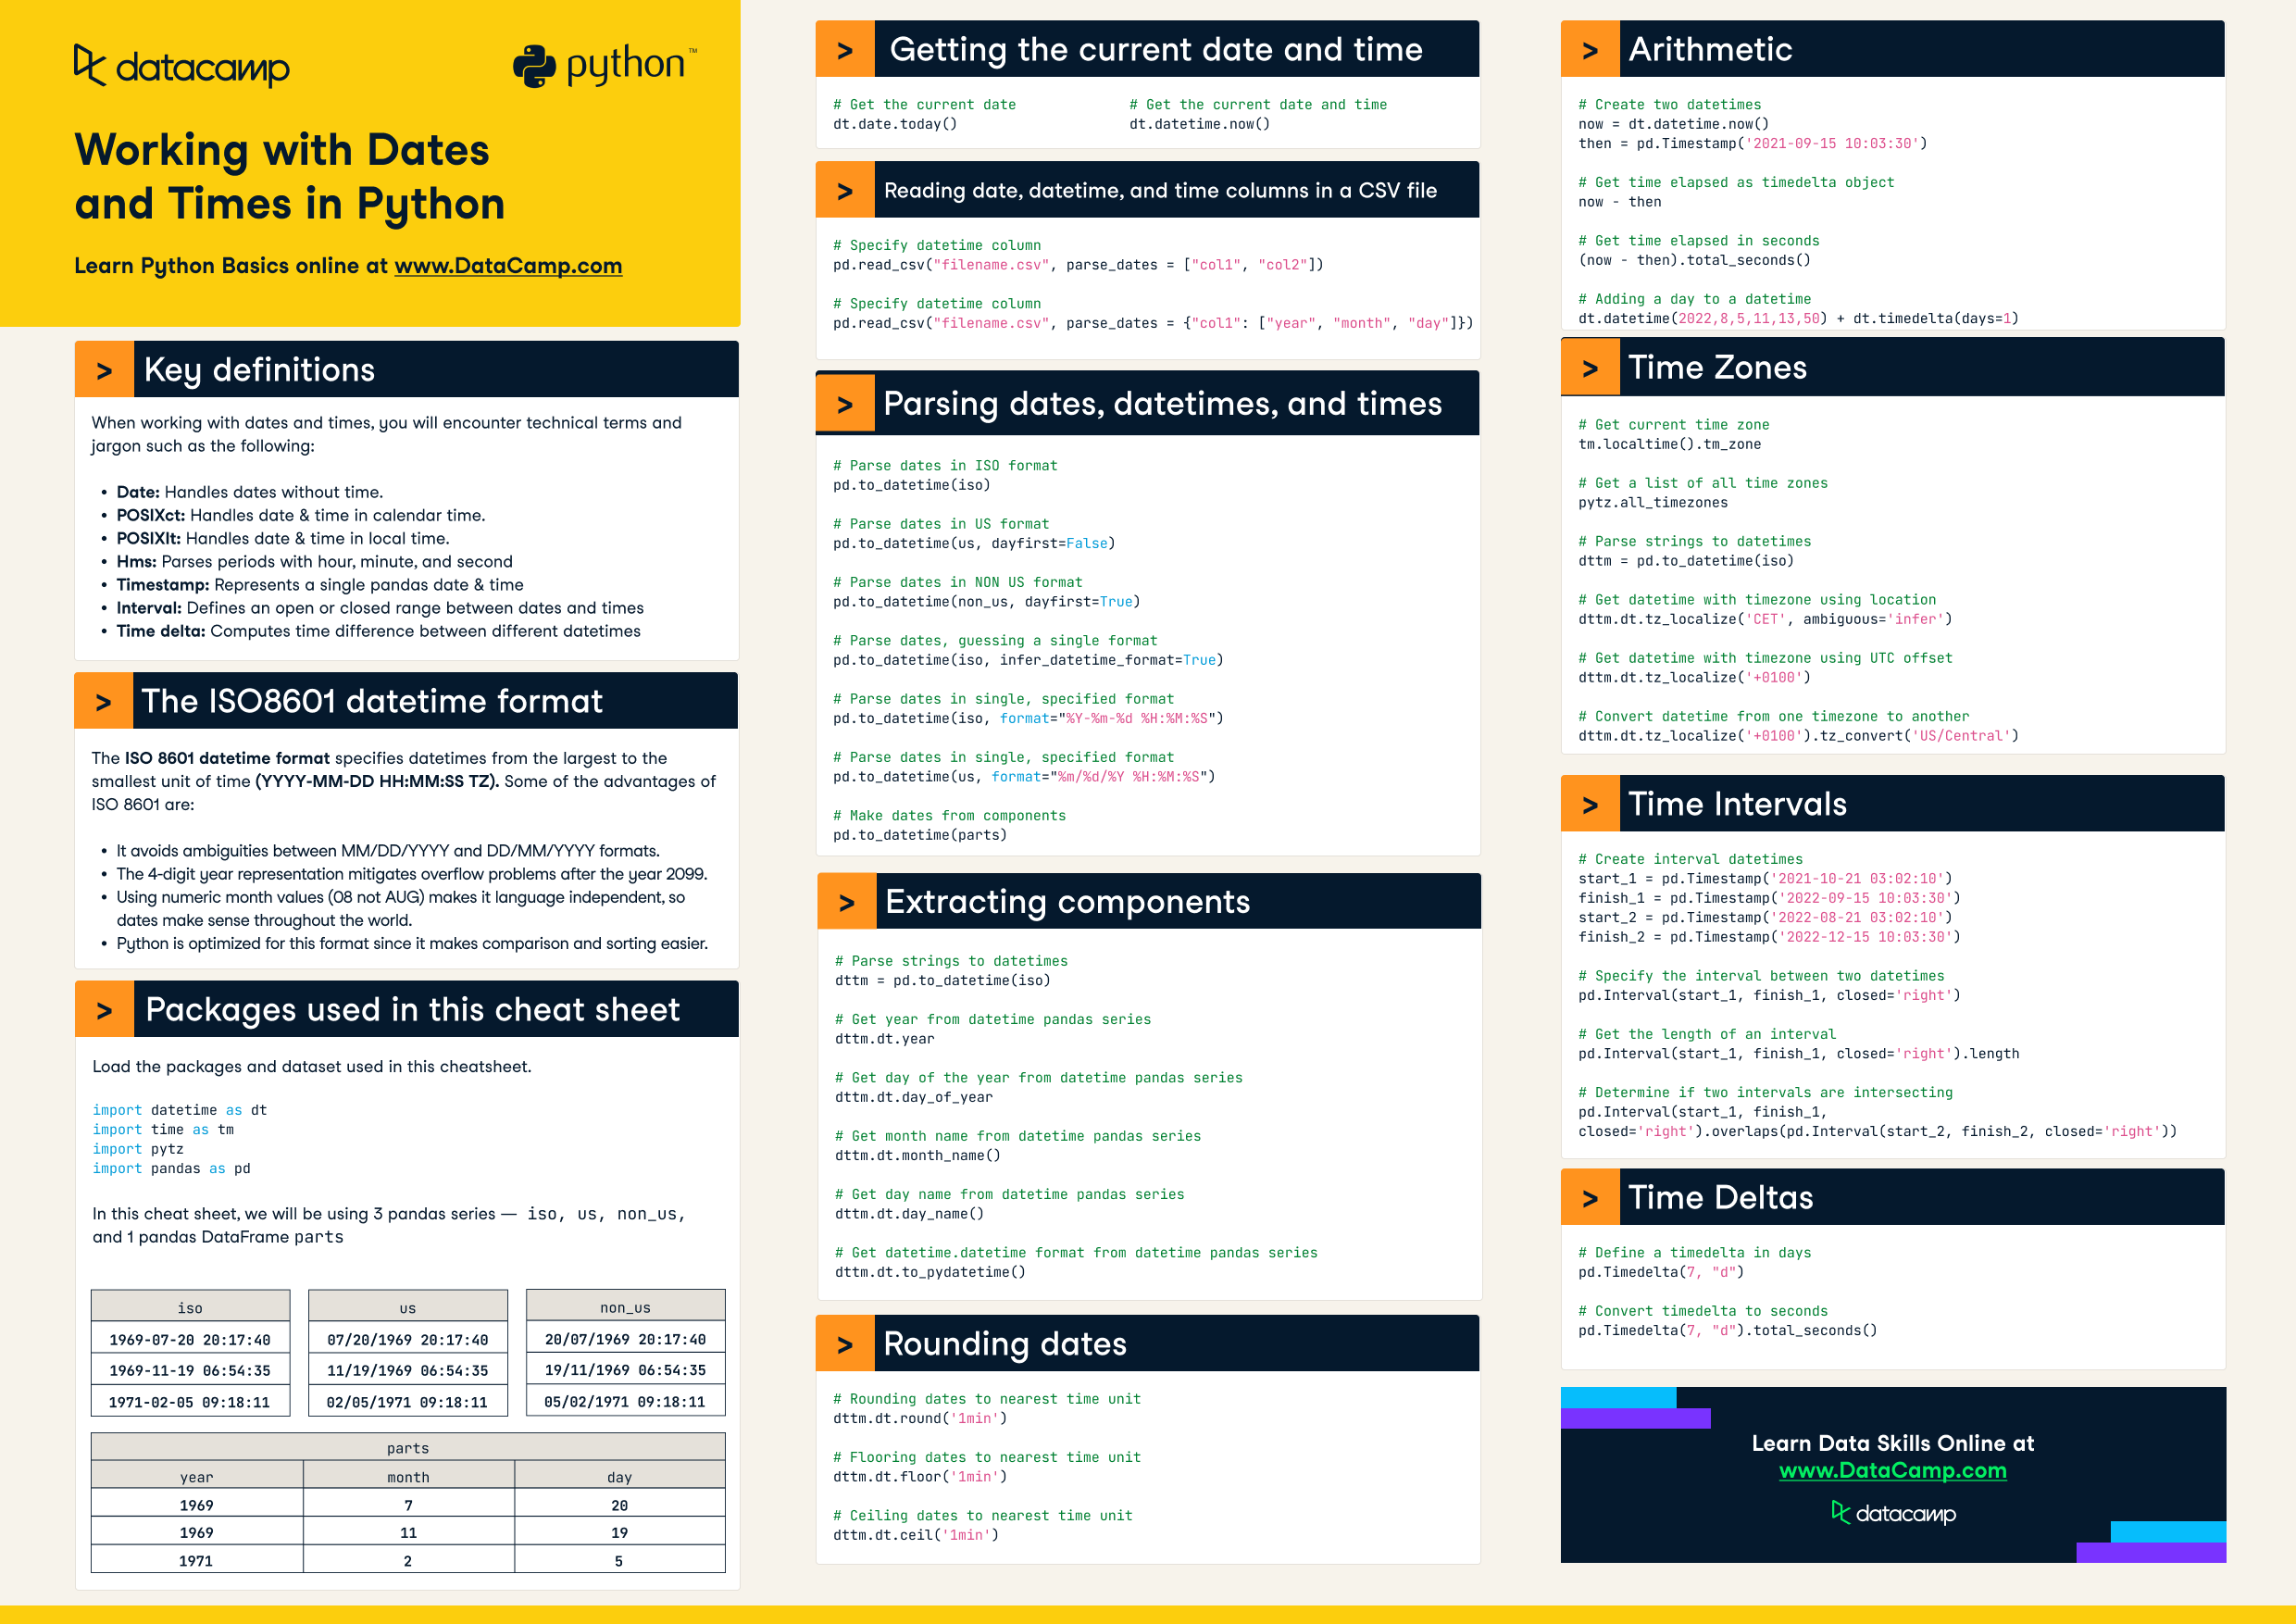 datacamp
python™
Working with Dates
and Times in Python
Learn Python Basics online at www.DataCamp.com
> Key definitions
When working with dates and times, you will encounter technical terms and
jargon such as the following:
• Date: Handles dates without time.
• POSIXct: Handles date & time in calendar time.
• POSIXlt: Handles date & time in local time.
• Hms: Parses periods with hour, minute, and second
• Timestamp: Represents a single pandas date & time
• Interval: Defines an open or closed range between dates and times
• Time delta: Computes time difference between different datetimes
> The ISO8601 datetime format
The ISO 8601 datetime format specifies datetimes from the largest to the
smallest unit of time (YYYY-MM-DD HH:MM:SS TZ). Some of the advantages of
ISO 8601 are:
• It avoids ambiguities between MM/DD/YYYY and DD/MM/YYYY formats.
• The 4-digit year representation mitigates overflow problems after the year 2099.
• Using numeric month values (08 not AUG) makes it language independent, so
dates make sense throughout the world.
• Python is optimized for this format since it makes comparison and sorting easier.
> Packages used in this cheat sheet
Load the packages and dataset used in this cheatsheet.
import datetime as dt
import time as tm
import pytz
import pandas as pd
In this cheat sheet, we will be using 3 pandas series — iso, us, non_us,
and 1 pandas DataFrame parts
iso us non_us
1969-07-20 20:17:40 07/20/1969 20:17:40 20/07/1969 20:17:40
1969-11-19 06:54:35 11/19/1969 06:54:35 19/11/1969 06:54:35
1971-02-05 09:18:11 02/05/1971 09:18:11 05/02/1971 09:18:11
parts
year month day
1969 7 20
1969 11 19
1971 2 5
> Getting the current date and time
# Get the current date
dt.date.today()
# Get the current date and time
dt.datetime.now()
> Reading date, datetime, and time columns in a CSV file
# Specify datetime column
pd.read_csv("filename.csv", parse_dates = ["col1", "col2"])
# Specify datetime column
pd.read_csv("filename.csv", parse_dates = {"col1": ["year", "month", "day"]})
> Parsing dates, datetimes, and times
# Parse dates in ISO format
pd.to_datetime(iso)
# Parse dates in US format
pd.to_datetime(us, dayfirst=False)
# Parse dates in NON US format
pd.to_datetime(non_us, dayfirst=True)
# Parse dates, guessing a single format
pd.to_datetime(iso, infer_datetime_format=True)
# Parse dates in single, specified format
pd.to_datetime(iso, format="%Y-%m-%d %H:%M:%S")
# Parse dates in single, specified format
pd.to_datetime(us, format="%m/%d/%Y %H:%M:%S")
# Make dates from components
pd.to_datetime(parts)
> Extracting components
# Parse strings to datetimes
dttm = pd.to_datetime(iso)
# Get year from datetime pandas series
dttm.dt.year
# Get day of the year from datetime pandas series
dttm.dt.day_of_year
# Get month name from datetime pandas series
dttm.dt.month_name()
# Get day name from datetime pandas series
dttm.dt.day_name()
# Get datetime.datetime format from datetime pandas series
dttm.dt.to_pydatetime()
> Rounding dates
# Rounding dates to nearest time unit
dttm.dt.round('1min')
# Flooring dates to nearest time unit
dttm.dt.floor('1min')
# Ceiling dates to nearest time unit
dttm.dt.ceil('1min')
> Arithmetic
# Create two datetimes
now = dt.datetime.now()
then = pd.Timestamp('2021-09-15 10:03:30')
# Get time elapsed as timedelta object
now - then
# Get time elapsed in seconds
(now - then).total_seconds()
# Adding a day to a datetime
dt.datetime(2022,8,5,11,13,50) + dt.timedelta(days=1)
> Time Zones
# Get current time zone
tm.localtime().tm_zone
# Get a list of all time zones
pytz.all_timezones
# Parse strings to datetimes
dttm = pd.to_datetime(iso)
# Get datetime with timezone using location
dttm.dt.tz_localize('CET', ambiguous='infer')
# Get datetime with timezone using UTC offset
dttm.dt.tz_localize('+0100')
# Convert datetime from one timezone to another
dttm.dt.tz_localize('+0100').tz_convert('US/Central')
> Time Intervals
# Create interval datetimes
start_1 = pd.Timestamp('2021-10-21 03:02:10')
finish_1 = pd.Timestamp('2022-09-15 10:03:30')
start_2 = pd.Timestamp('2022-08-21 03:02:10')
finish_2 = pd.Timestamp('2022-12-15 10:03:30')
# Specify the interval between two datetimes
pd.Interval(start_1, finish_1, closed='right')
# Get the length of an interval
pd.Interval(start_1, finish_1, closed='right').length
# Determine if two intervals are intersecting
pd.Interval(start_1, finish_1,
closed='right').overlaps(pd.Interval(start_2, finish_2, closed='right'))
> Time Deltas
# Define a timedelta in days
pd.Timedelta(7, "d")
# Convert timedelta to seconds
pd.Timedelta(7, "d").total_seconds()
Learn Data Skills Online at
www.DataCamp.com
datacamp